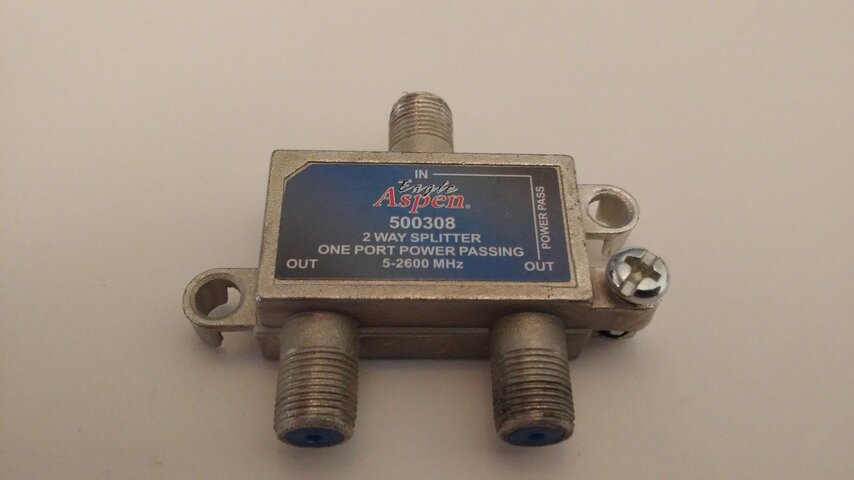 IN
Eagle
Aspen®
500308
2 WAY SPLITTER
ONE PORT POWER PASSING
5-2600 MHz
OUT
OUT
POWER PASS